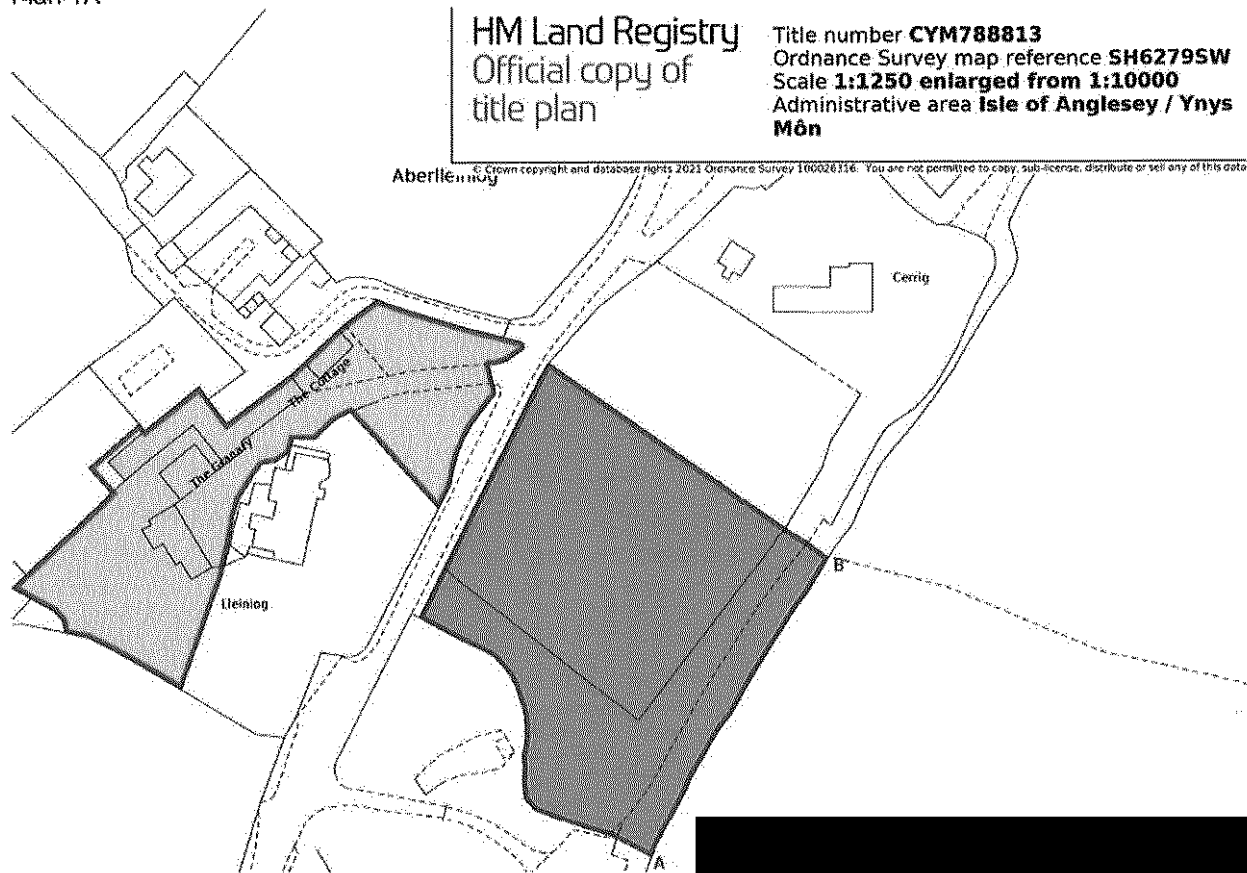 HM Land Registry
Official copy of
title plan
Title number CYM788813
Ordnance Survey map reference SH6279SW
Scale 1:1250 enlarged from 1:10000
Administrative area Isle of Anglesey / Ynys
Môn
© Crown copyright and database rights 2021 Ordnance Survey 100026316. You are not permitted to copy, sub-license, distribute or sell any of this data
Aberlleiniog
Cerrig
The Cottage
The Granary
B
Lleiniog
A